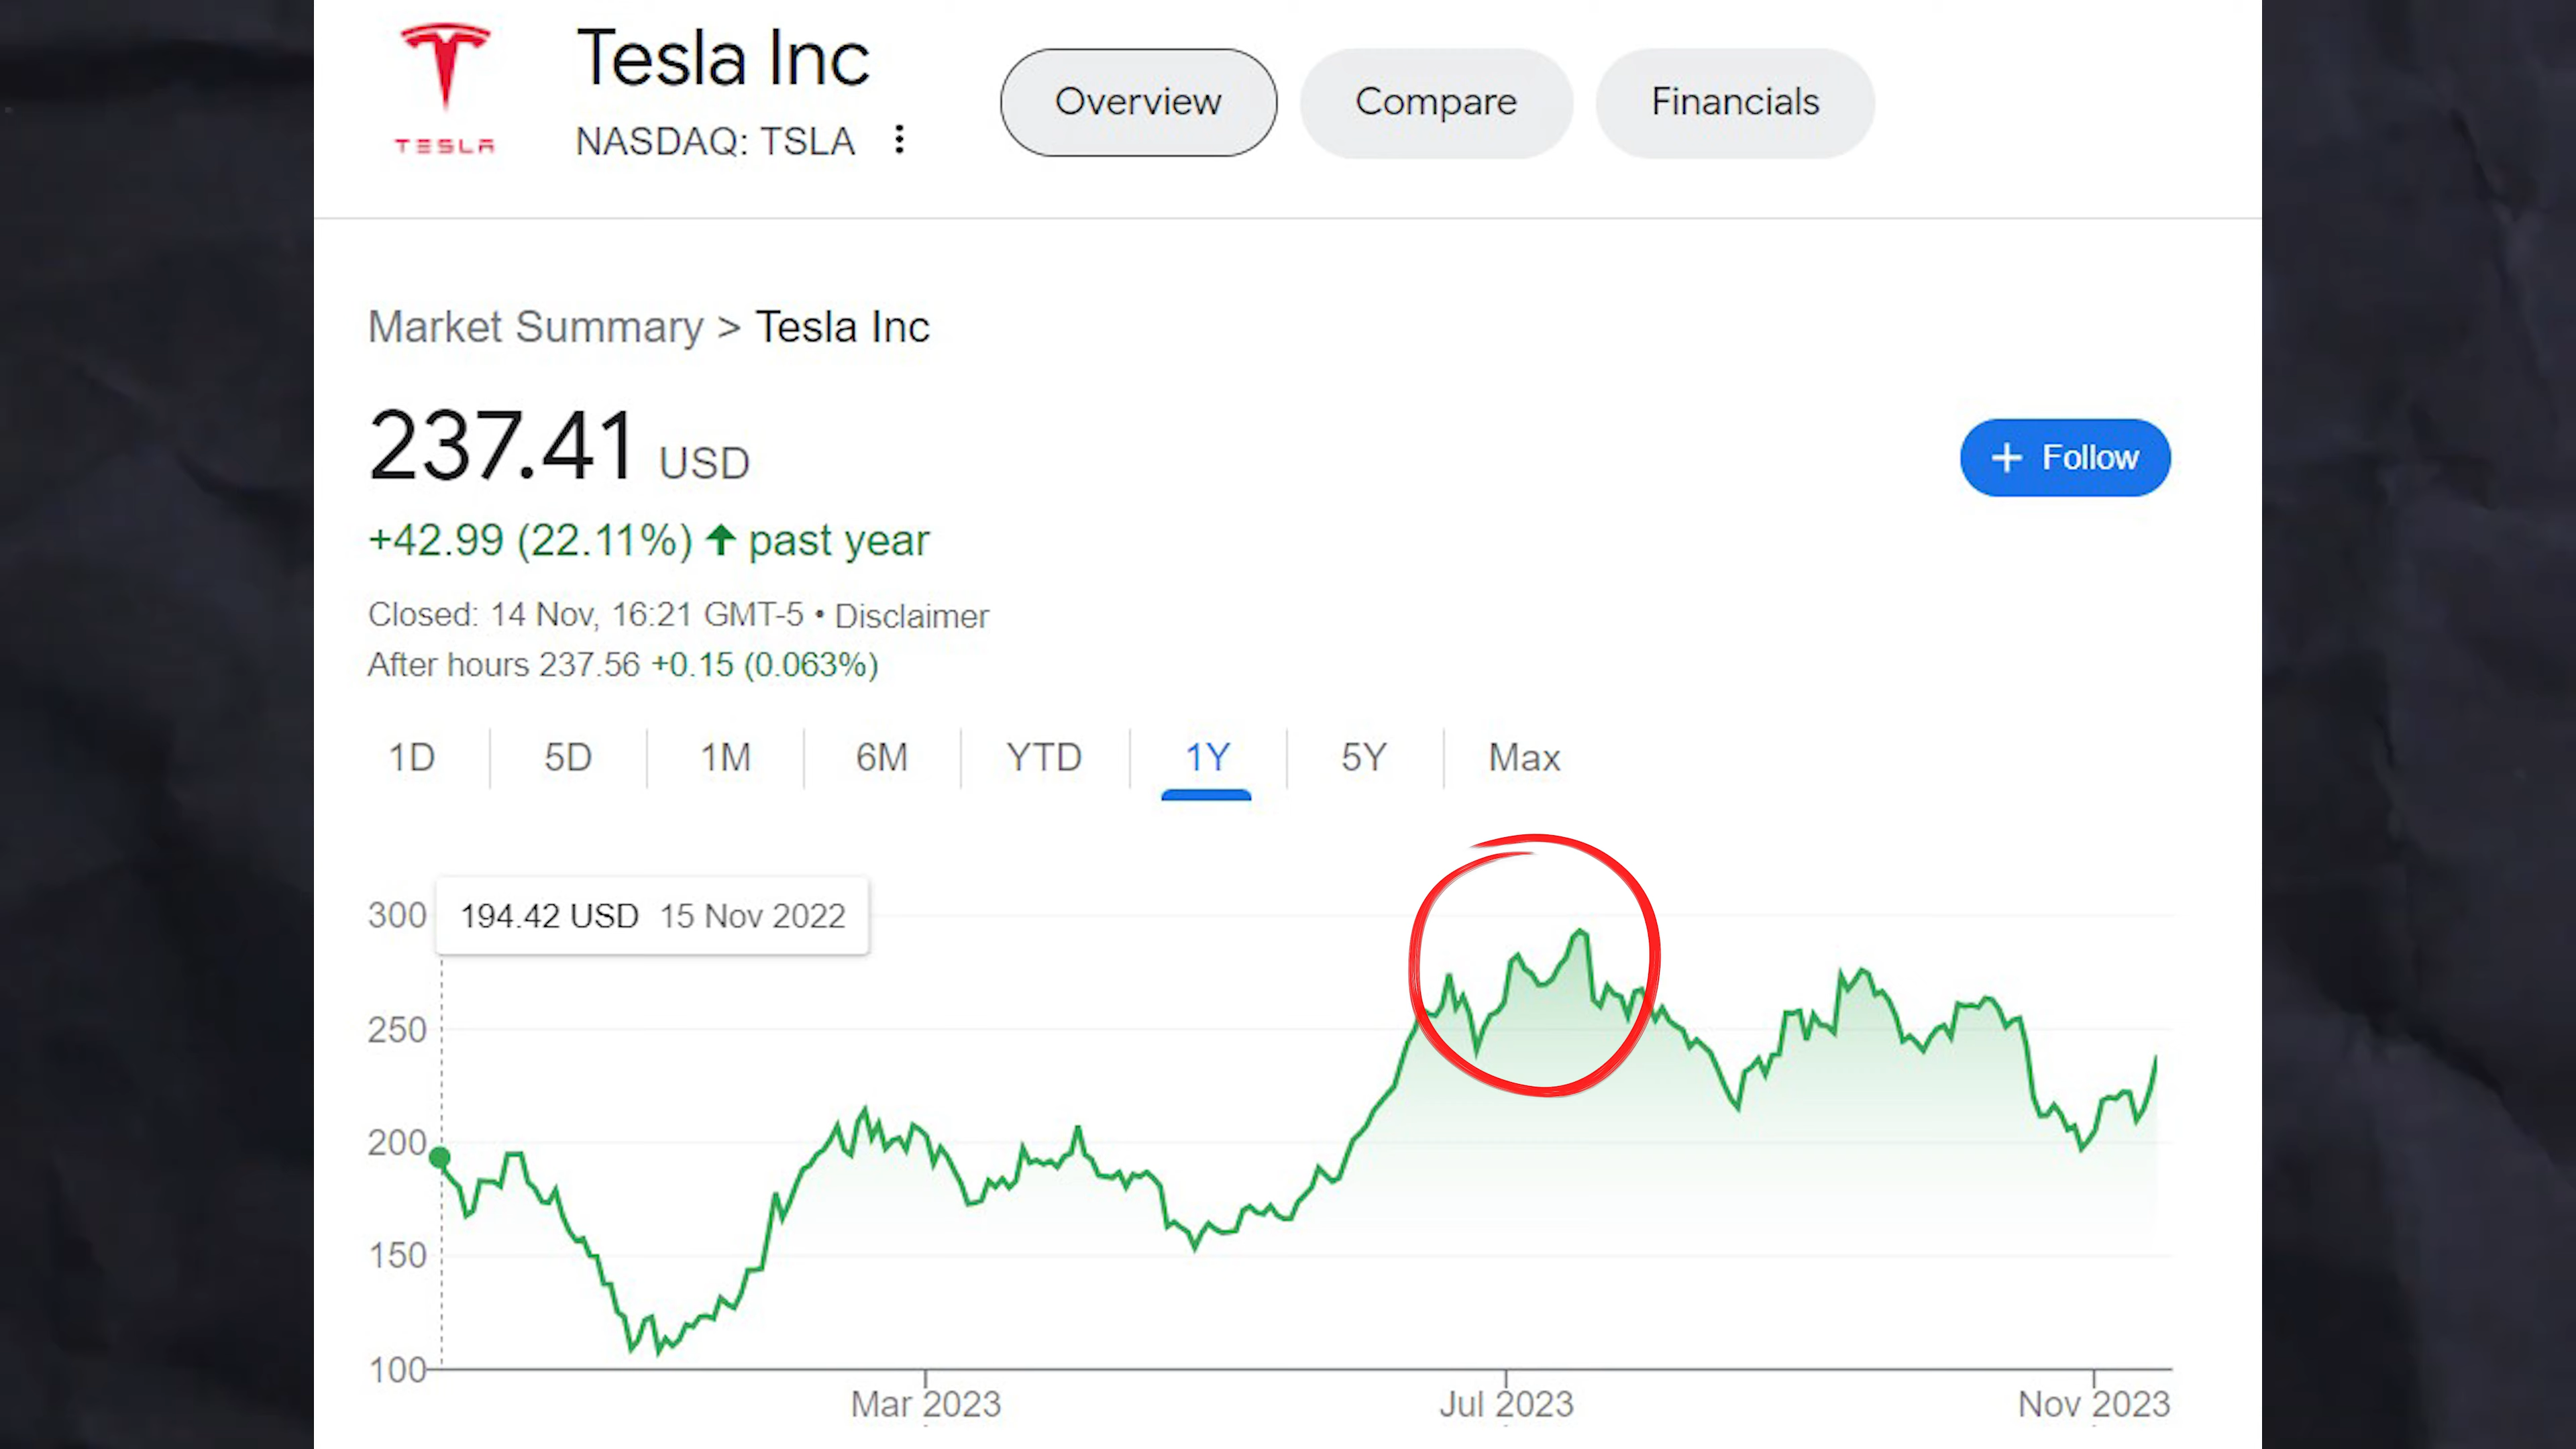 TESLA
Tesla Inc
NASDAQ: TSLA
Overview
Compare
Financials
Market Summary > Tesla Inc
237.41 USD
+ Follow
+42.99 (22.11%) past year
Closed: 14 Nov, 16:21 GMT-5 • Disclaimer
After hours 237.56 +0.15 (0.063%)
1D
5D
1M
6M
YTD
1Y
5Y
Max
194.42 USD 15 Nov 2022
300
250
200
150
100
Mar 2023
Jul 2023
Nov 2023